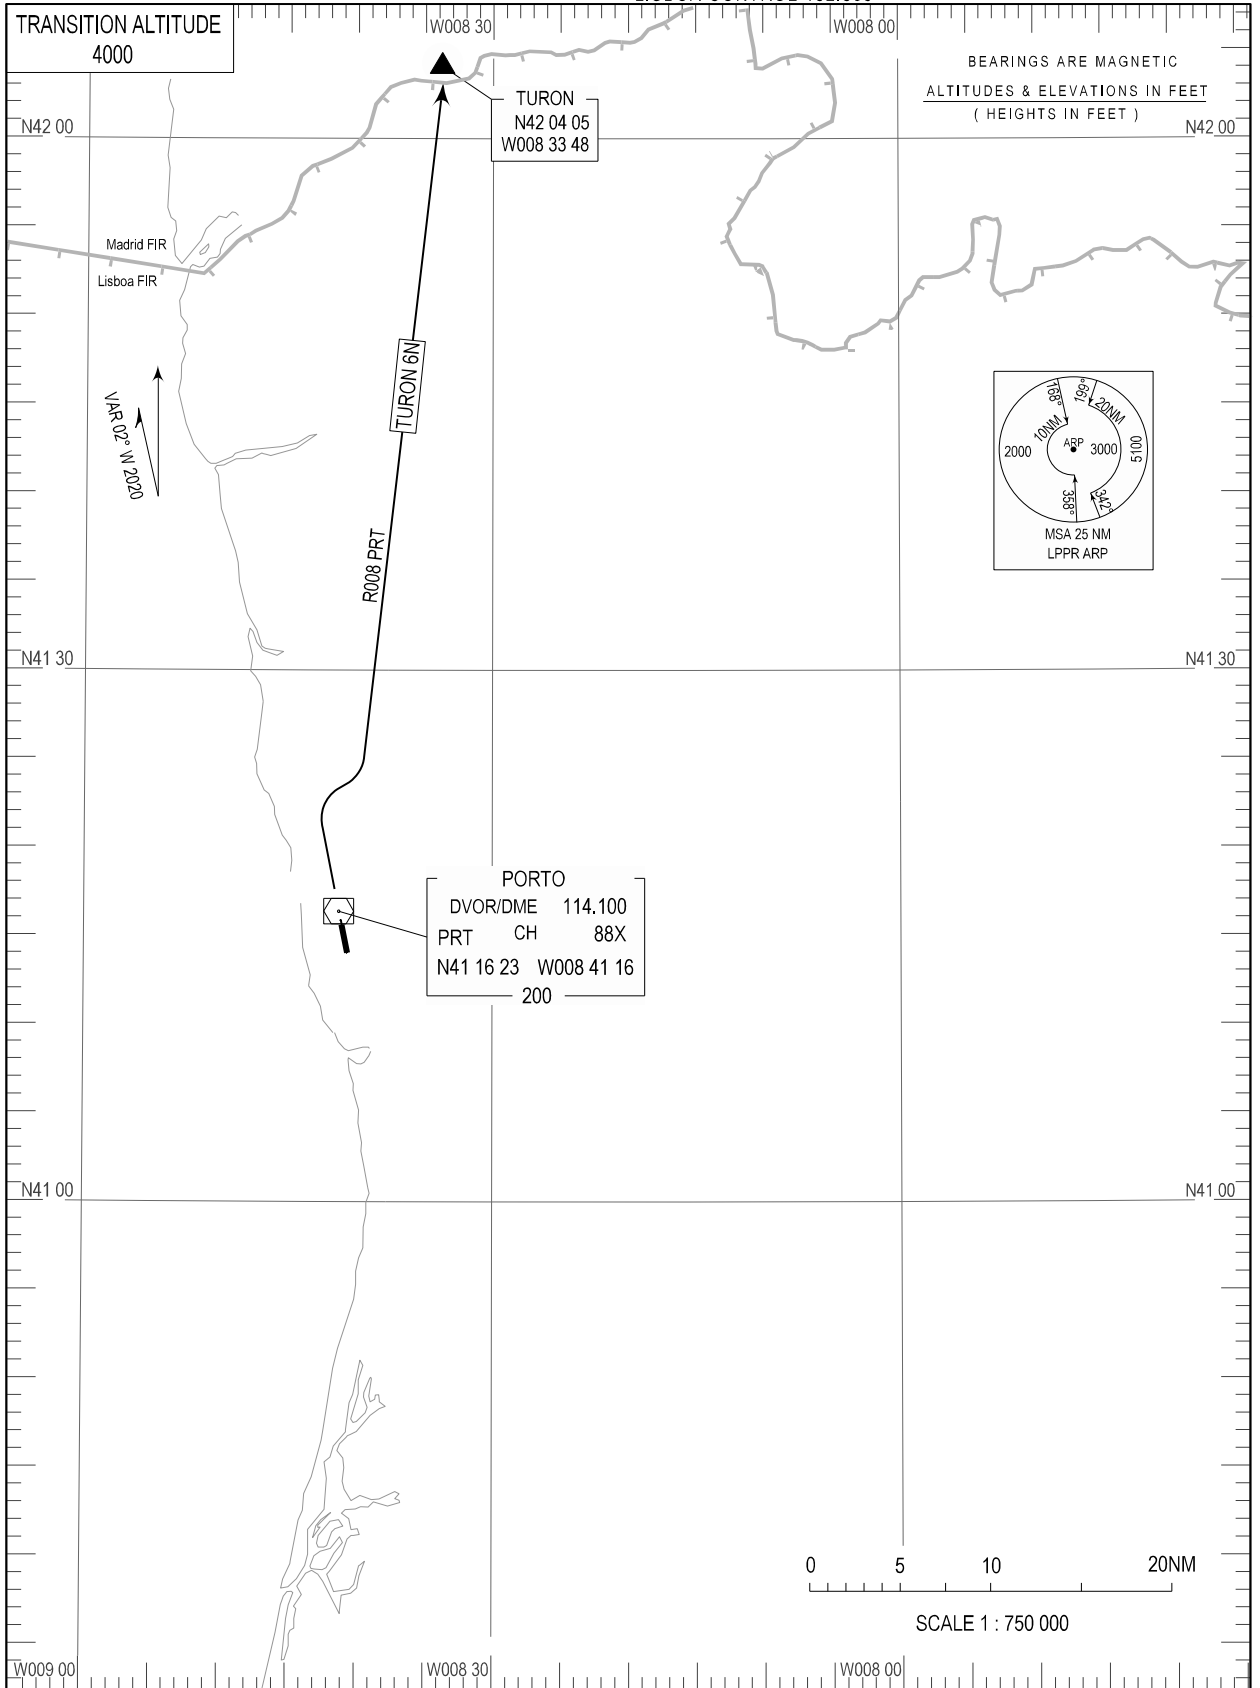 TRANSITION ALTITUDE
4000
W008 30
W008 00
BEARINGS ARE MAGNETIC
ALTITUDES & ELEVATIONS IN FEET
( HEIGHTS IN FEET )
TURON
N42 04 05
W008 33 48
N42 00
N42 00
Madrid FIR
Lisboa FIR
TURON 6N
VAR 02° W 2020
168°
199°
20NM
10NM
ARP
2000
3000
5100
358°
342°
MSA 25 NM
LPPR ARP
R008 PRT
N41 30
N41 30
PORTO
DVOR/DME 114.100
PRT CH 88X
N41 16 23 W008 41 16
200
N41 00
N41 00
0 5 10 20NM
SCALE 1 : 750 000
W009 00
W008 30
W008 00